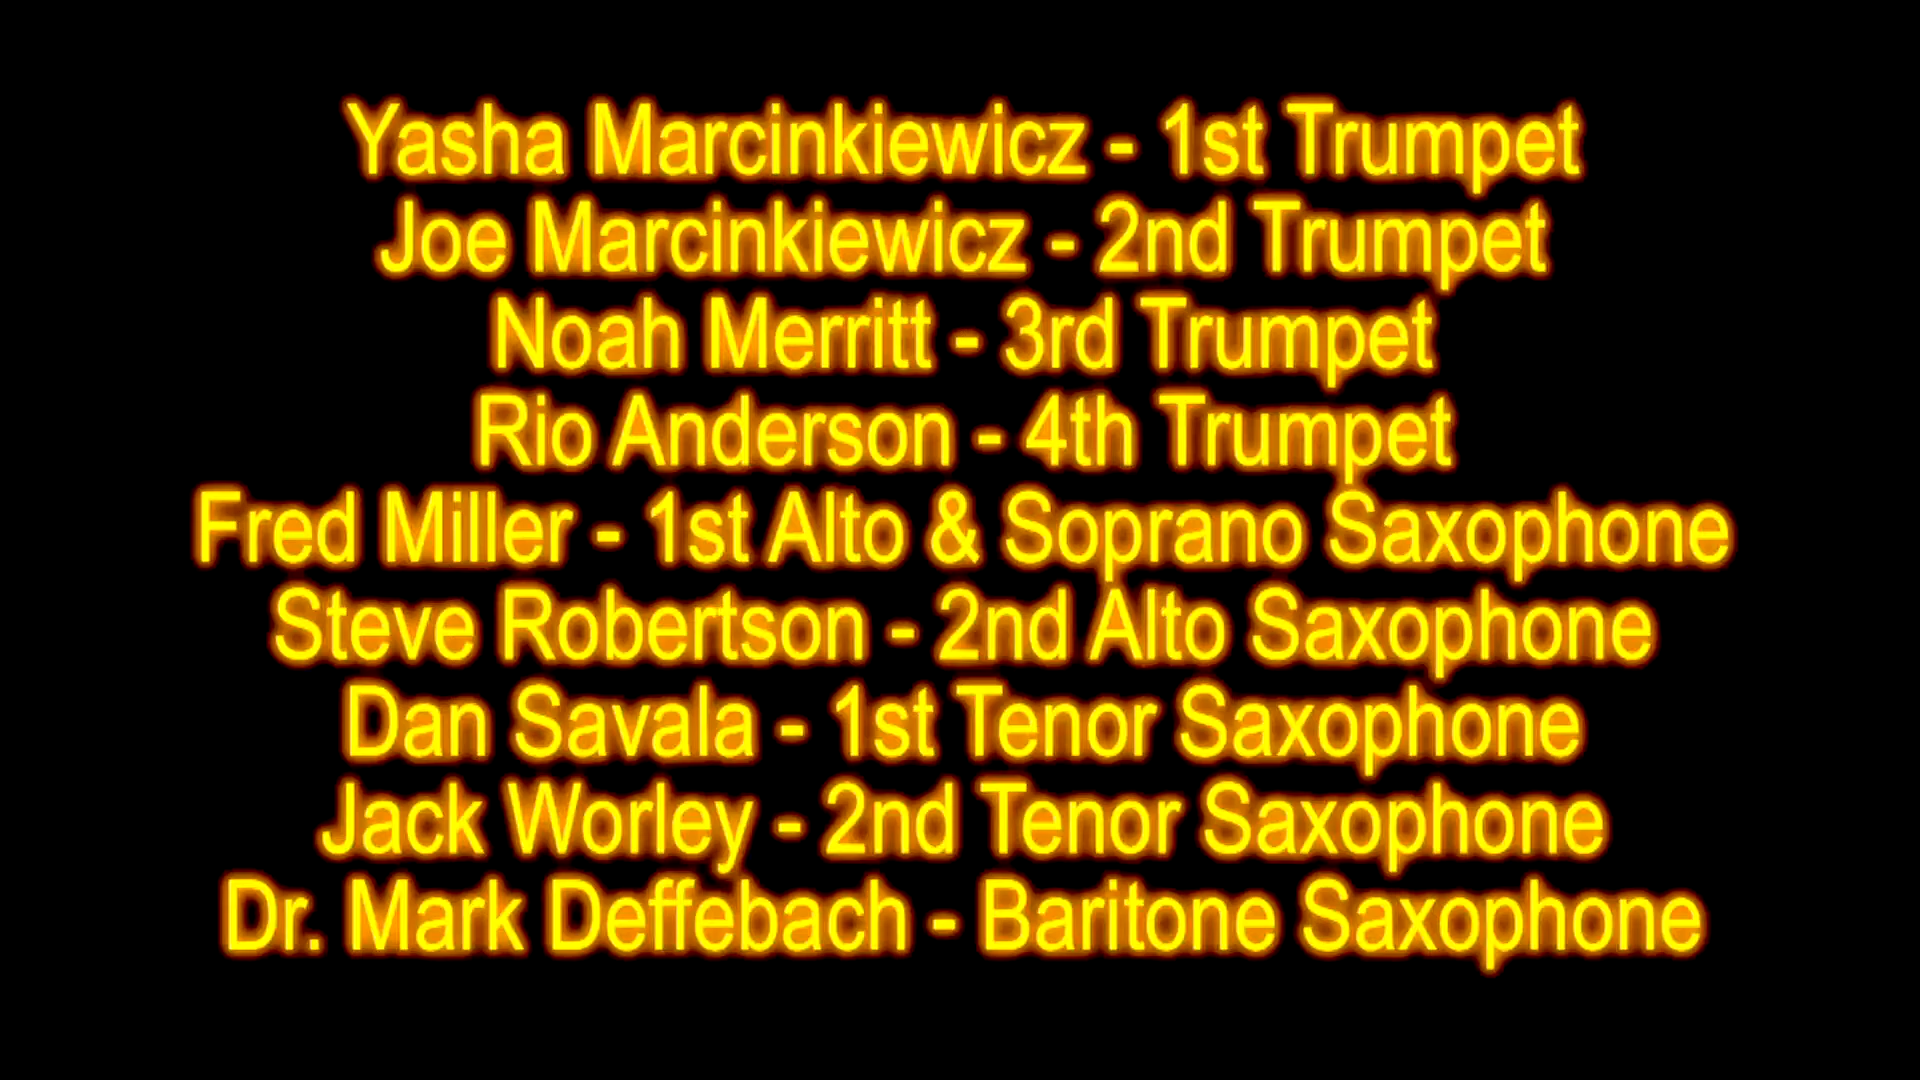 Yasha Marcinkiewicz - 1st Trumpet
Joe Marcinkiewicz - 2nd Trumpet
Noah Merritt - 3rd Trumpet
Rio Anderson - 4th Trumpet
Fred Miller - 1st Alto & Soprano Saxophone
Steve Robertson - 2nd Alto Saxophone
Dan Savala - 1st Tenor Saxophone
Jack Worley - 2nd Tenor Saxophone
Dr. Mark Deffebach - Baritone Saxophone